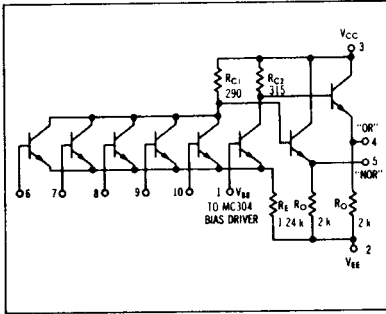 VCC
3
RC1
290
RC2
315
"OR"
4
5
"NOR"
6
7
8
9
10
1
VBB
TO MC304
BIAS DRIVER
RE
1 24 k
RO
2 k
RO
2 k
2
VEE